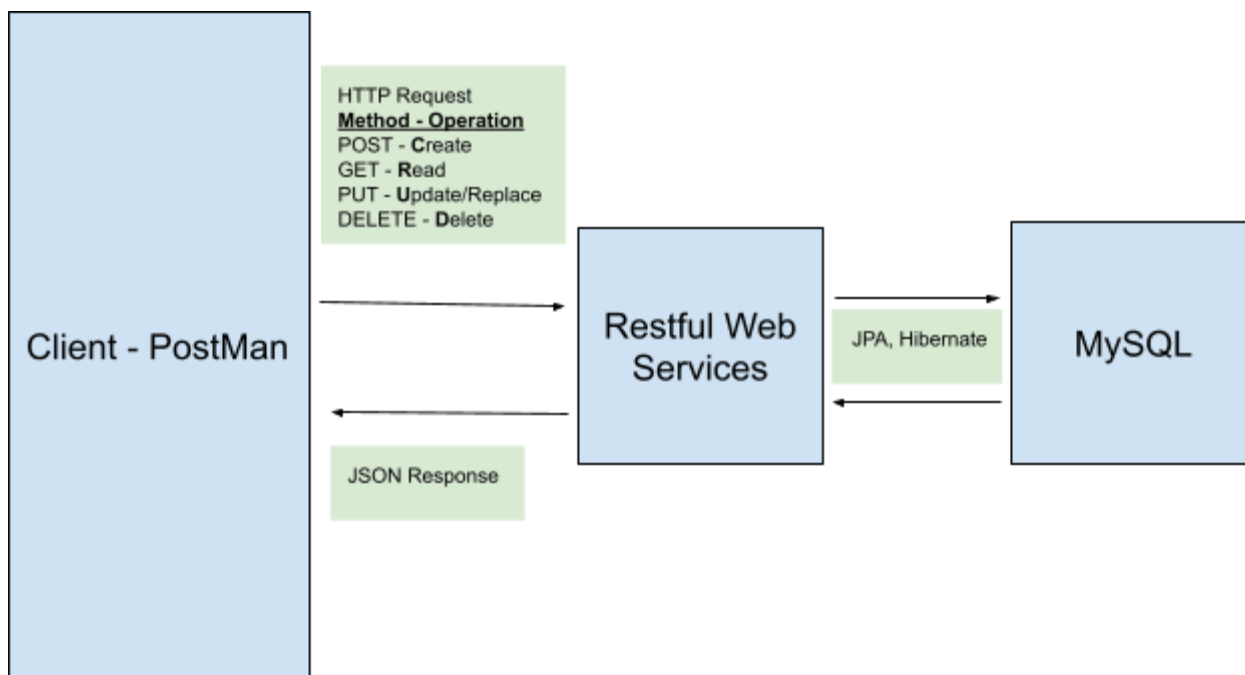 HTTP Request
Method - Operation
POST - Create
GET - Read
PUT - Update/Replace
DELETE - Delete
Client - PostMan
Restful Web
Services
JPA, Hibernate
MySQL
JSON Response